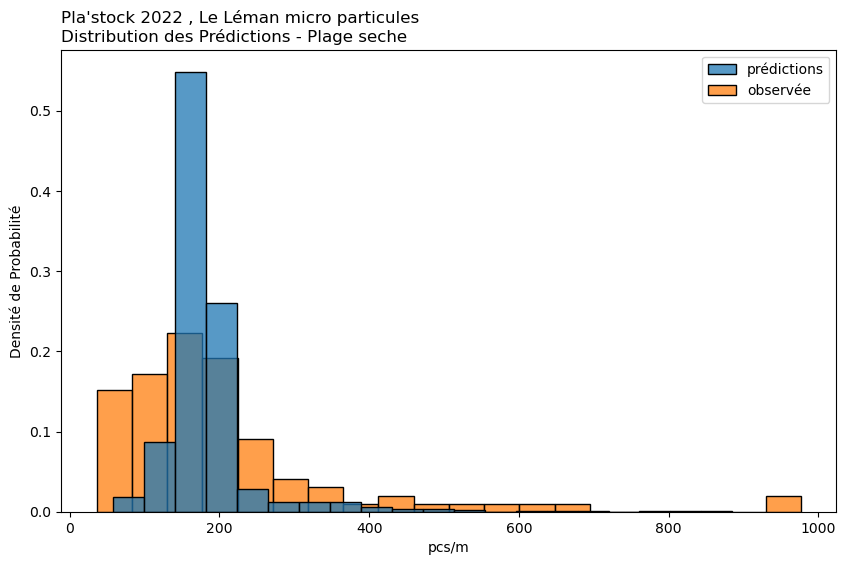 Pla'stock 2022 , Le Léman micro particules
Distribution des Prédictions - Plage seche
prédictions
observée
Densité de Probabilité
0.5
0.4
0.3
0.2
0.1
0.0
0
200
400
600
800
1000
pcs/m